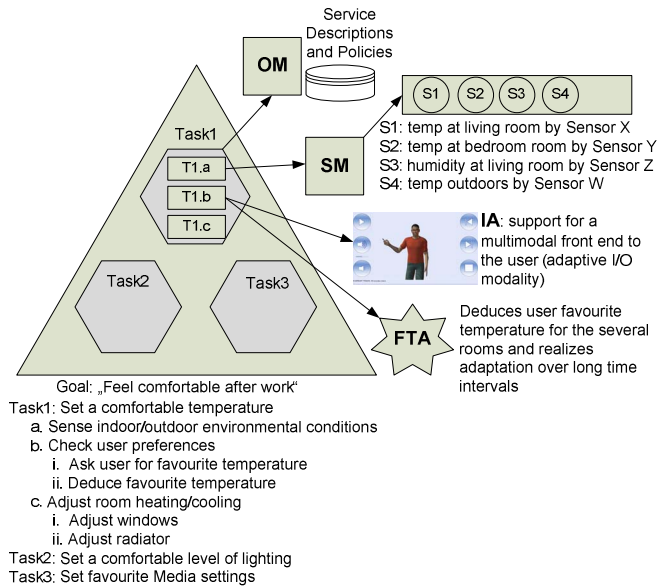 Service
Descriptions
and Policies
OM
S1 S2 S3 S4
Task1
S1: temp at living room by Sensor X
S2: temp at bedroom room by Sensor Y
S3: humidity at living room by Sensor Z
S4: temp outdoors by Sensor W
SM
T1.a
T1.b
T1.c
IA: support for a
multimodal front end to
the user (adaptive I/O
modality)
Task2
Task3
FTA
Deduces user favourite
temperature for the several
rooms and realizes
adaptation over long time
intervals
Goal: „Feel comfortable after work“
Task1: Set a comfortable temperature
a. Sense indoor/outdoor environmental conditions
b. Check user preferences
i. Ask user for favourite temperature
ii. Deduce favourite temperature
c. Adjust room heating/cooling
i. Adjust windows
ii. Adjust radiator
Task2: Set a comfortable level of lighting
Task3: Set favourite Media settings